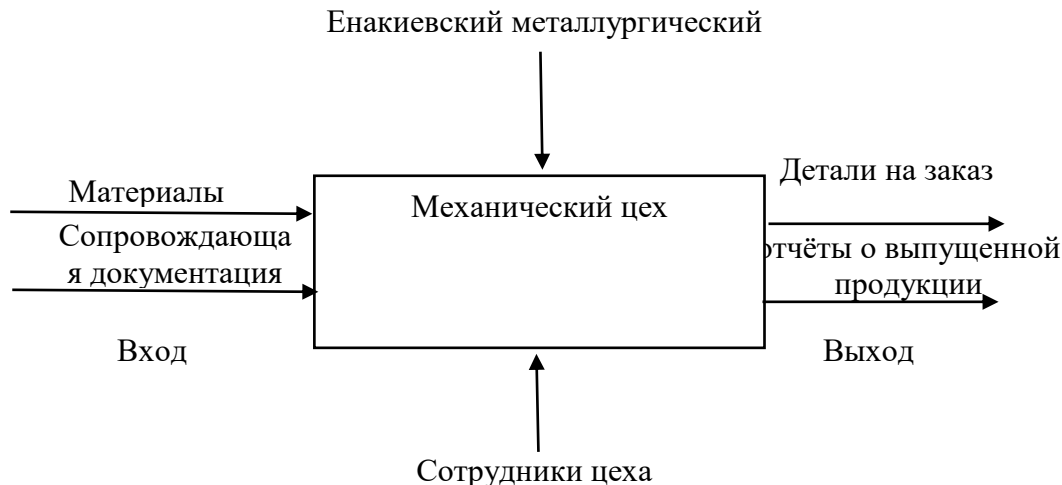 Енакиевский металлургический
Материалы
Сопровождающа
я документация
Вход
Механический цех
Детали на заказ
отчёты о выпущенной
продукции
Выход
Сотрудники цеха